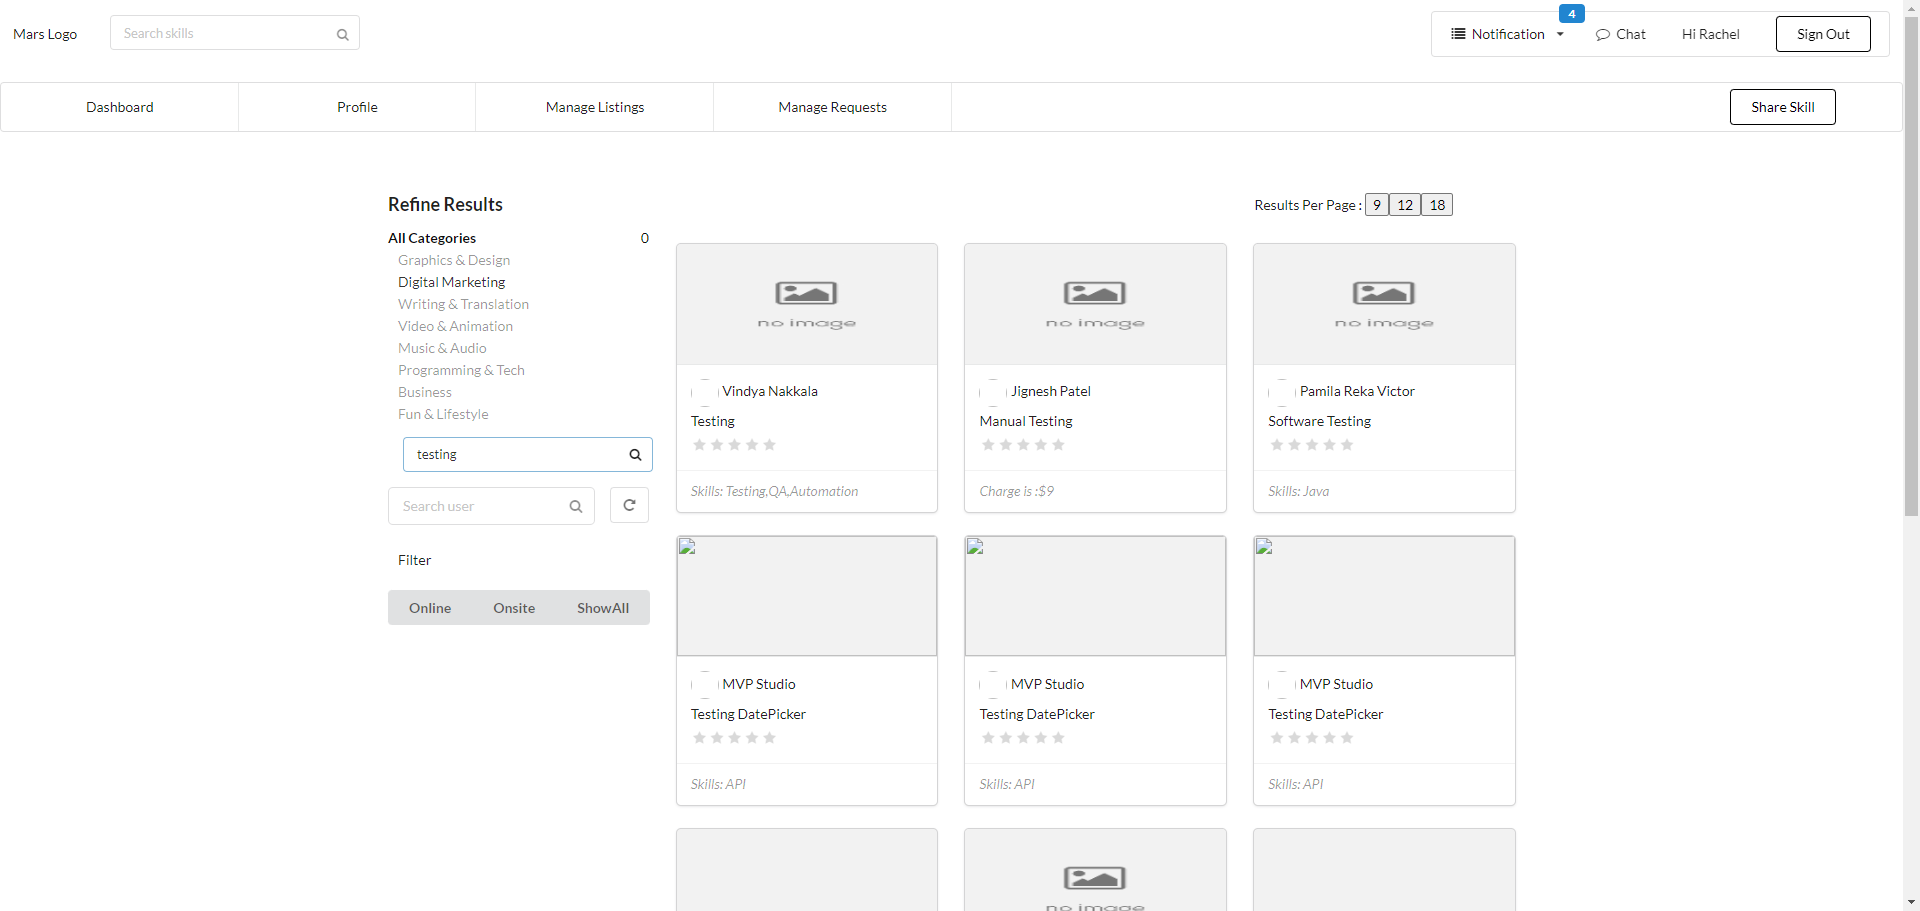 Mars Logo
Search skills
4
Notification
Chat
Hi Rachel
Sign Out
Dashboard
Profile
Manage Listings
Manage Requests
Share Skill
Refine Results
All Categories 0
Graphics & Design
Digital Marketing
Writing & Translation
Video & Animation
Music & Audio
Programming & Tech
Business
Fun & Lifestyle
testing
Search user
Filter
Online Onsite ShowAll
Results Per Page : 9 12 18
no image
Vindya Nakkala
Testing
Skills: Testing,QA,Automation
no image
Jignesh Patel
Manual Testing
Charge is :$9
no image
Pamila Reka Victor
Software Testing
Skills: Java
MVP Studio
Testing DatePicker
Skills: API
MVP Studio
Testing DatePicker
Skills: API
MVP Studio
Testing DatePicker
Skills: API
no image